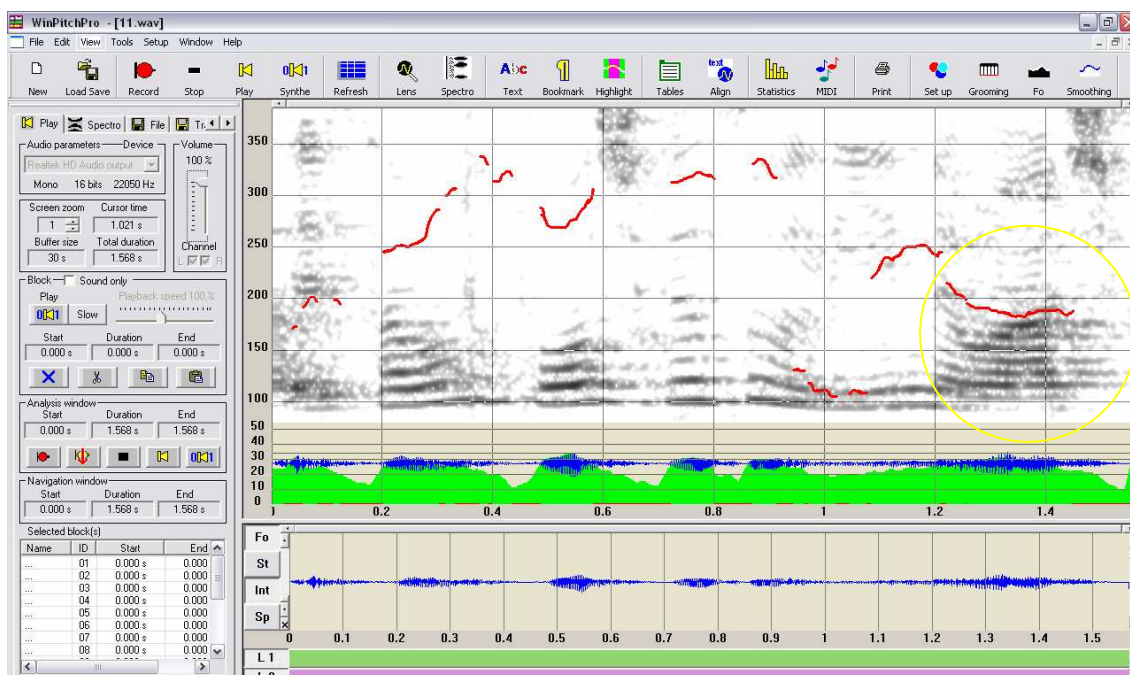 WinPitchPro - [11.wav]
File Edit View Tools Setup Window Help
New Load Save Record Stop Play Synthe Refresh Lens Spectro Text Bookmark Highlight Tables Align Statistics MIDI Print Set up Grooming Fo Smoothing
Play Spectro File
Audio parameters Device
Realtek HD Audio output
Mono 16 bits 22050 Hz
Volume
100 %
Screen zoom Cursor time
1 1.021 s
Buffer size Total duration
30 s 1.568 s
Channel
L R
Block Sound only
Play Playback speed 100 %
Slow
Start Duration End
0.000 s 0.000 s 0.000 s
Analysis window
Start Duration End
0.000 s 1.568 s 1.568 s
Navigation window
Start Duration End
0.000 s 1.568 s 1.568 s
Selected block(s)
Name ID Start End
... 01 0.000 s 0.000
... 02 0.000 s 0.000
... 03 0.000 s 0.000
... 04 0.000 s 0.000
... 05 0.000 s 0.000
... 06 0.000 s 0.000
... 07 0.000 s 0.000
... 08 0.000 s 0.000
350
300
250
200
150
100
50
40
30
20
10
0
0.2 0.4 0.6 0.8 1 1.2 1.4
Fo
St
Int
Sp
0 0.1 0.2 0.3 0.4 0.5 0.6 0.7 0.8 0.9 1 1.1 1.2 1.3 1.4 1.5
L 1